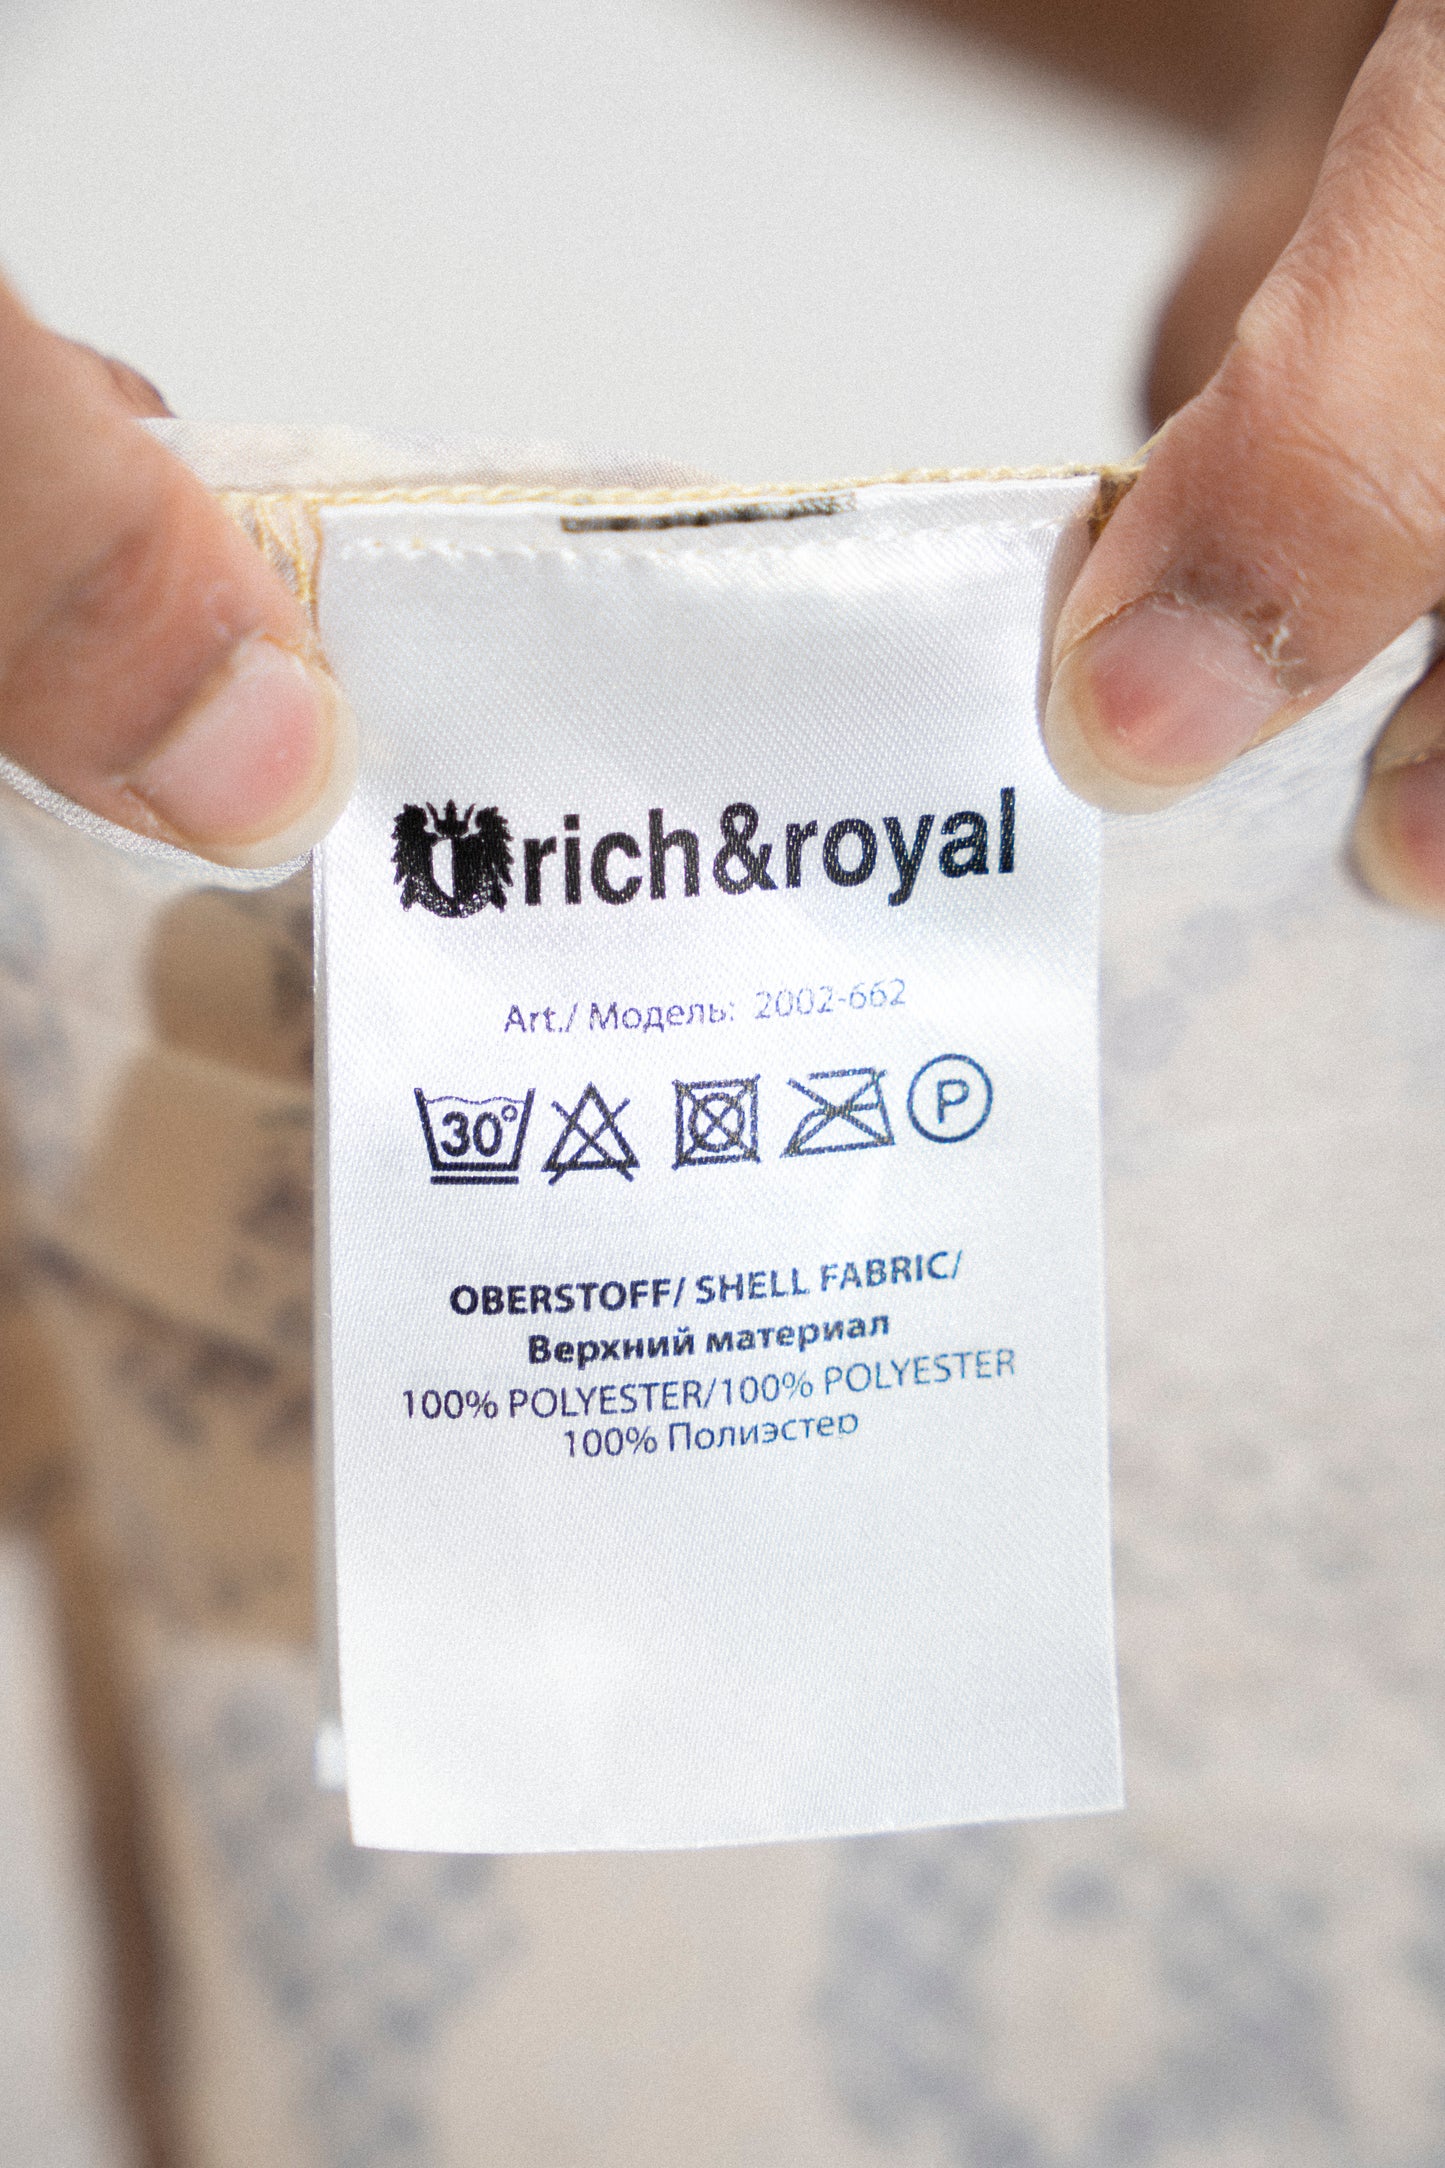 rich&royal
Art./ Модель: 2002-662
30°
P
OBERSTOFF/ SHELL FABRIC/
Верхний материал
100% POLYESTER/100% POLYESTER
100% Полиэстер